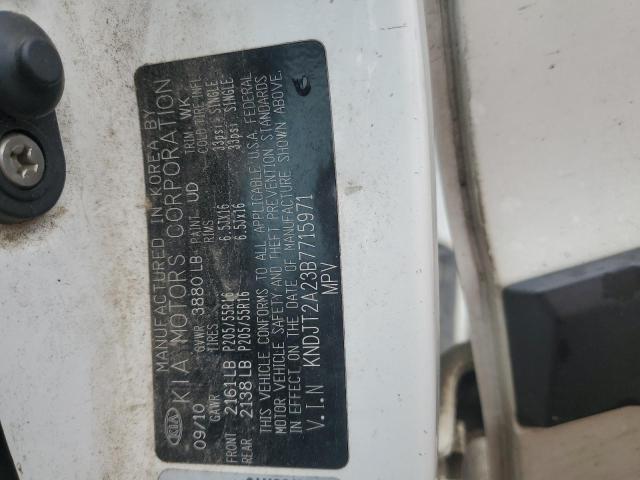 MANUFACTURED IN KOREA BY
KIA KIA MOTORS CORPORATION
09/10 GVWR 3880LB PAINT UD TRIM WK
GAWR TIRES RIMS COLD TIRE INFL
FRONT 2161LB P205/55R16 6.5JX16 33psi, SINGLE
REAR 2138LB P205/55R16 6.5JX16 33psi, SINGLE
THIS VEHICLE CONFORMS TO ALL APPLICABLE U.S.A. FEDERAL
MOTOR VEHICLE SAFETY AND THEFT PREVENTION STANDARDS
IN EFFECT ON THE DATE OF MANUFACTURE SHOWN ABOVE.
V.I.N KNDJT2A23B7715971
MPV